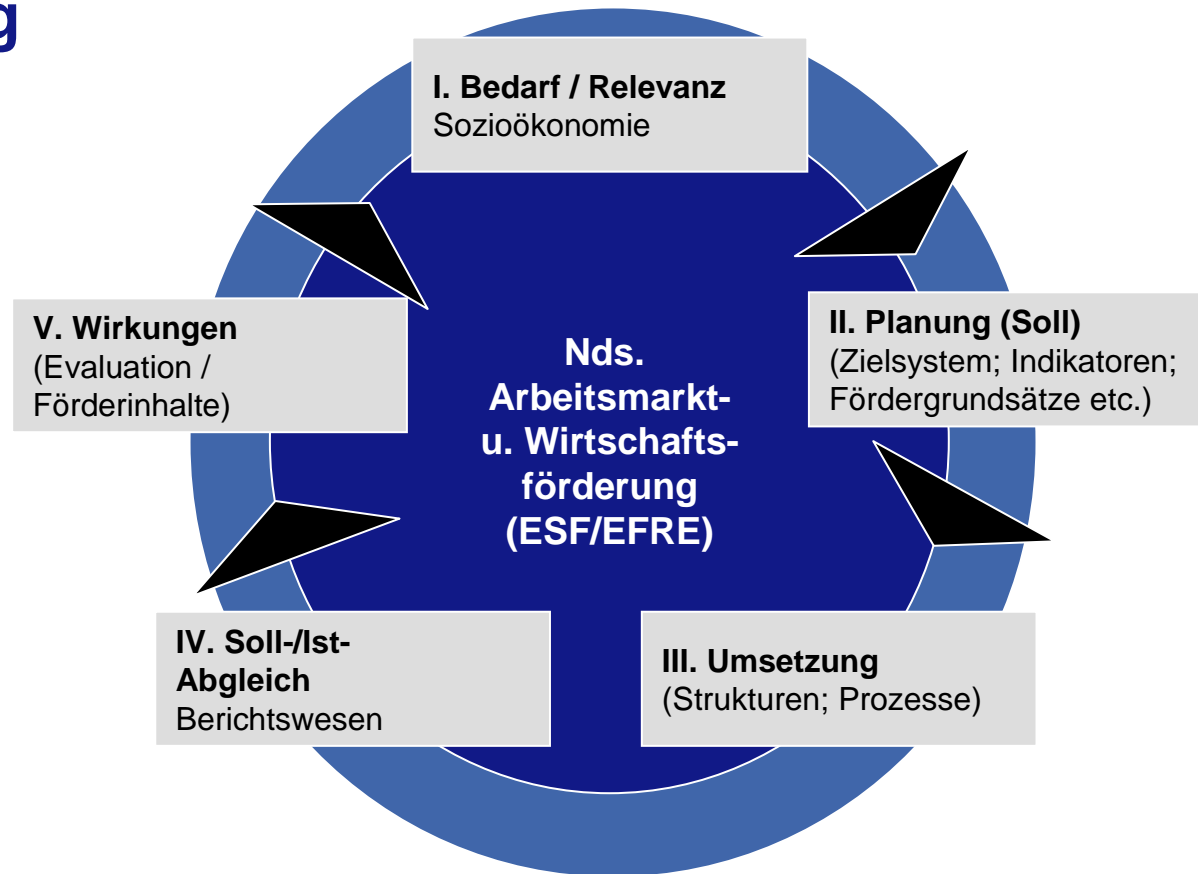 g
I. Bedarf / Relevanz
Sozioökonomie
II. Planung (Soll)
(Zielsystem; Indikatoren;
Fördergrundsätze etc.)
III. Umsetzung
(Strukturen; Prozesse)
IV. Soll-/Ist-
Abgleich
Berichtswesen
V. Wirkungen
(Evaluation /
Förderinhalte)
Nds.
Arbeitsmarkt-
u. Wirtschafts-
förderung
(ESF/EFRE)